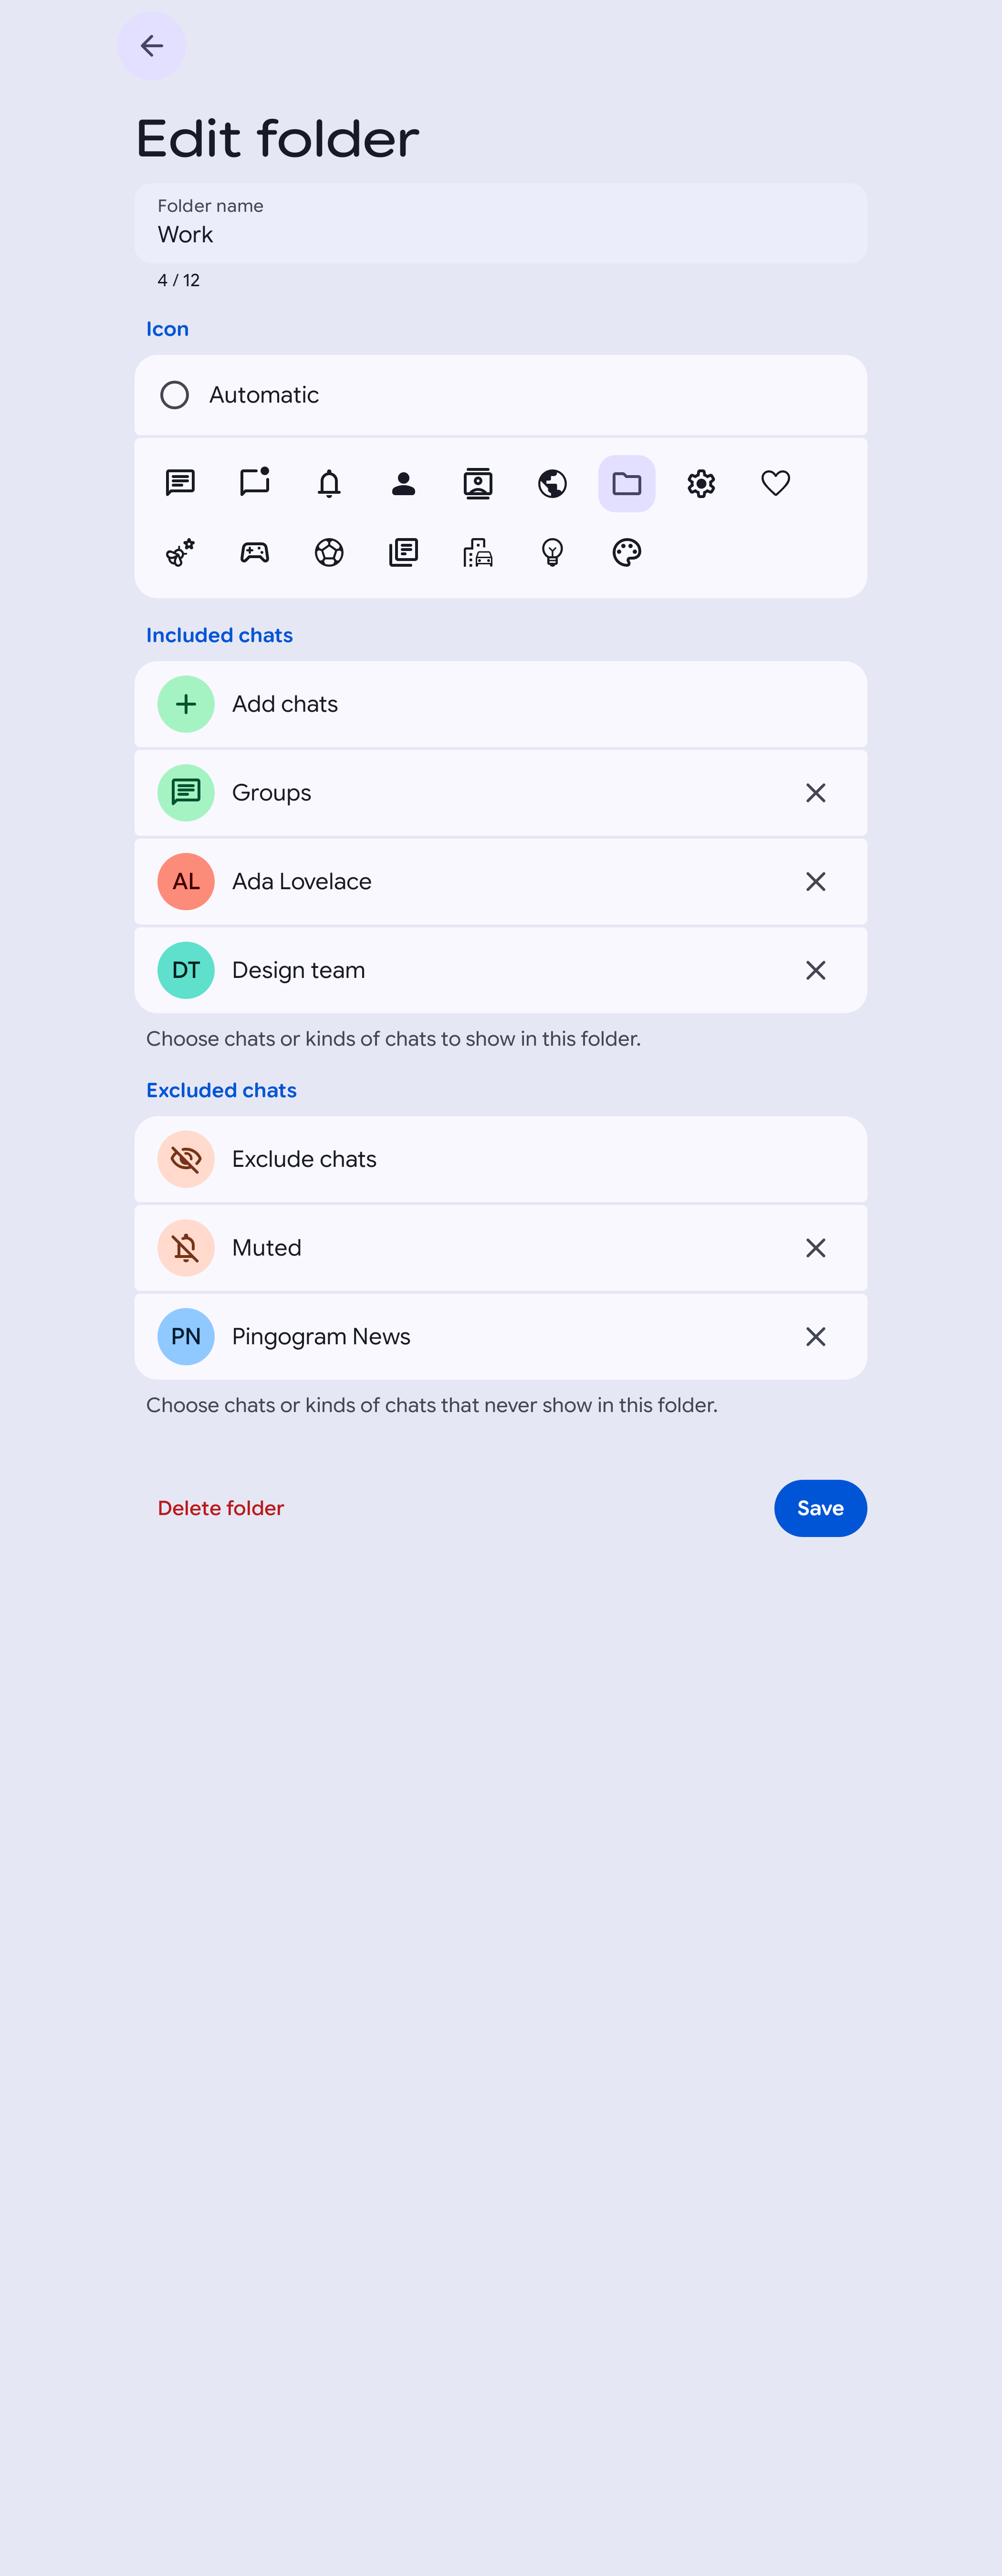 Edit folder
Folder name
Work
4 / 12
Icon
Automatic
Included chats
Add chats
Groups
AL Ada Lovelace
DT Design team
Choose chats or kinds of chats to show in this folder.
Excluded chats
Exclude chats
Muted
PN Pingogram News
Choose chats or kinds of chats that never show in this folder.
Delete folder Save